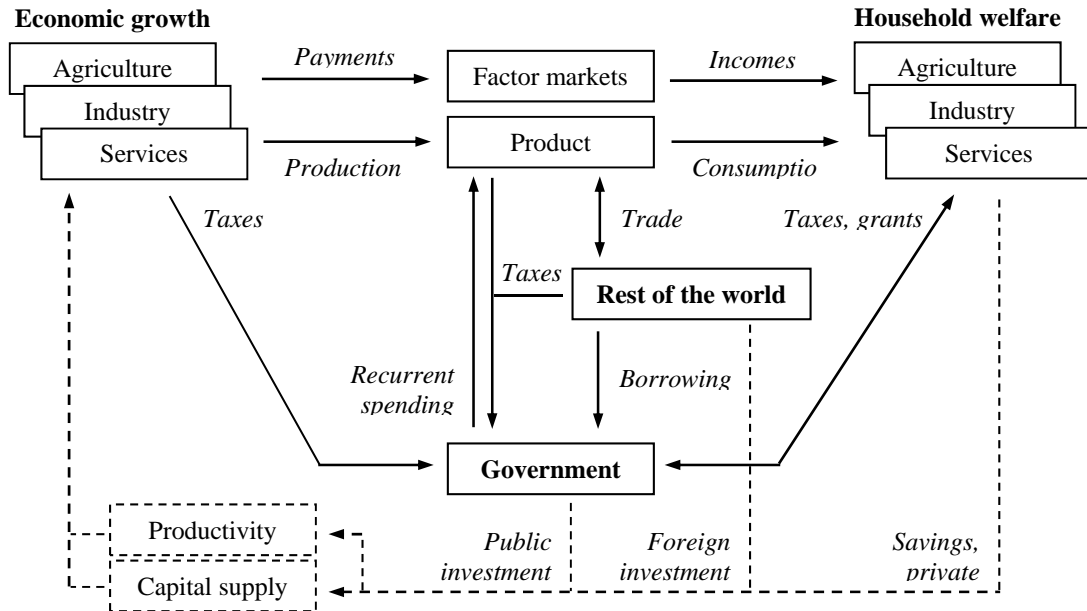 Economic growth
Household welfare
Agriculture
Industry
Services
Payments
Factor markets
Incomes
Agriculture
Industry
Services
Production
Product
Consumptio
Taxes
Trade
Taxes, grants
Taxes
Rest of the world
Recurrent
spending
Borrowing
Government
Productivity
Capital supply
Public
investment
Foreign
investment
Savings,
private